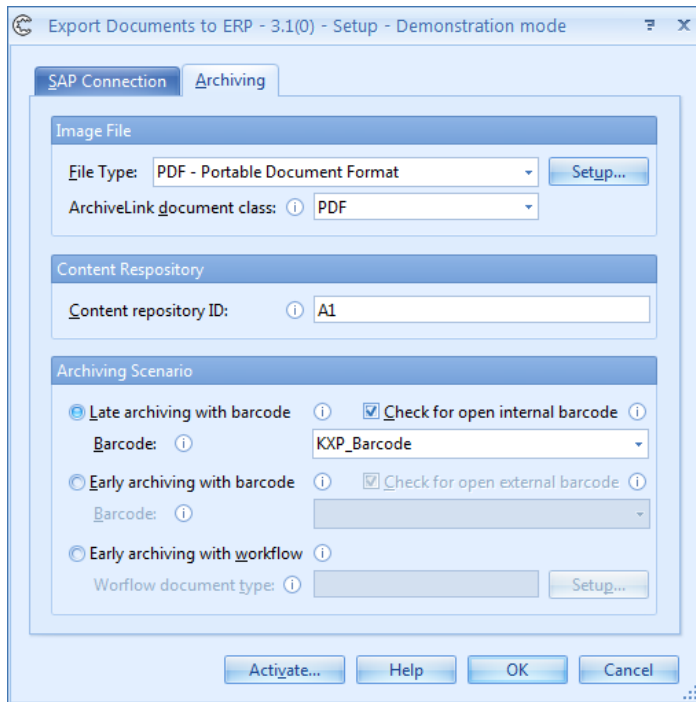 Export Documents to ERP - 3.1(0) - Setup - Demonstration mode
SAP Connection Archiving
Image File
File Type: PDF - Portable Document Format Setup...
ArchiveLink document class: PDF
Content Respository
Content repository ID: A1
Archiving Scenario
Late archiving with barcode Check for open internal barcode
Barcode: KXP_Barcode
Early archiving with barcode Check for open external barcode
Barcode:
Early archiving with workflow
Worflow document type: Setup...
Activate... Help OK Cancel